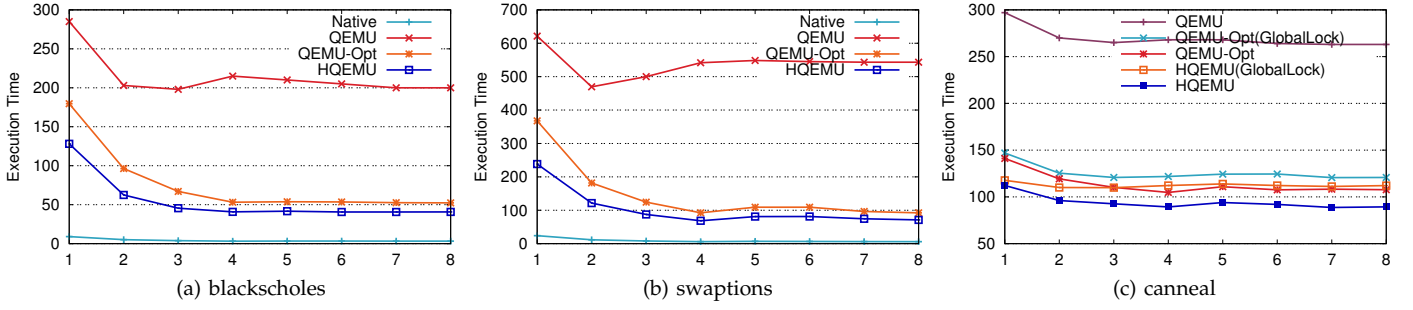 Execution Time
300
250
200
150
100
50
0
Native
QEMU
QEMU-Opt
HQEMU
1 2 3 4 5 6 7 8
(a) blackscholes
Execution Time
700
600
500
400
300
200
100
0
Native
QEMU
QEMU-Opt
HQEMU
1 2 3 4 5 6 7 8
(b) swaptions
Execution Time
300
250
200
150
100
50
QEMU
QEMU-Opt(GlobalLock)
QEMU-Opt
HQEMU(GlobalLock)
HQEMU
1 2 3 4 5 6 7 8
(c) canneal